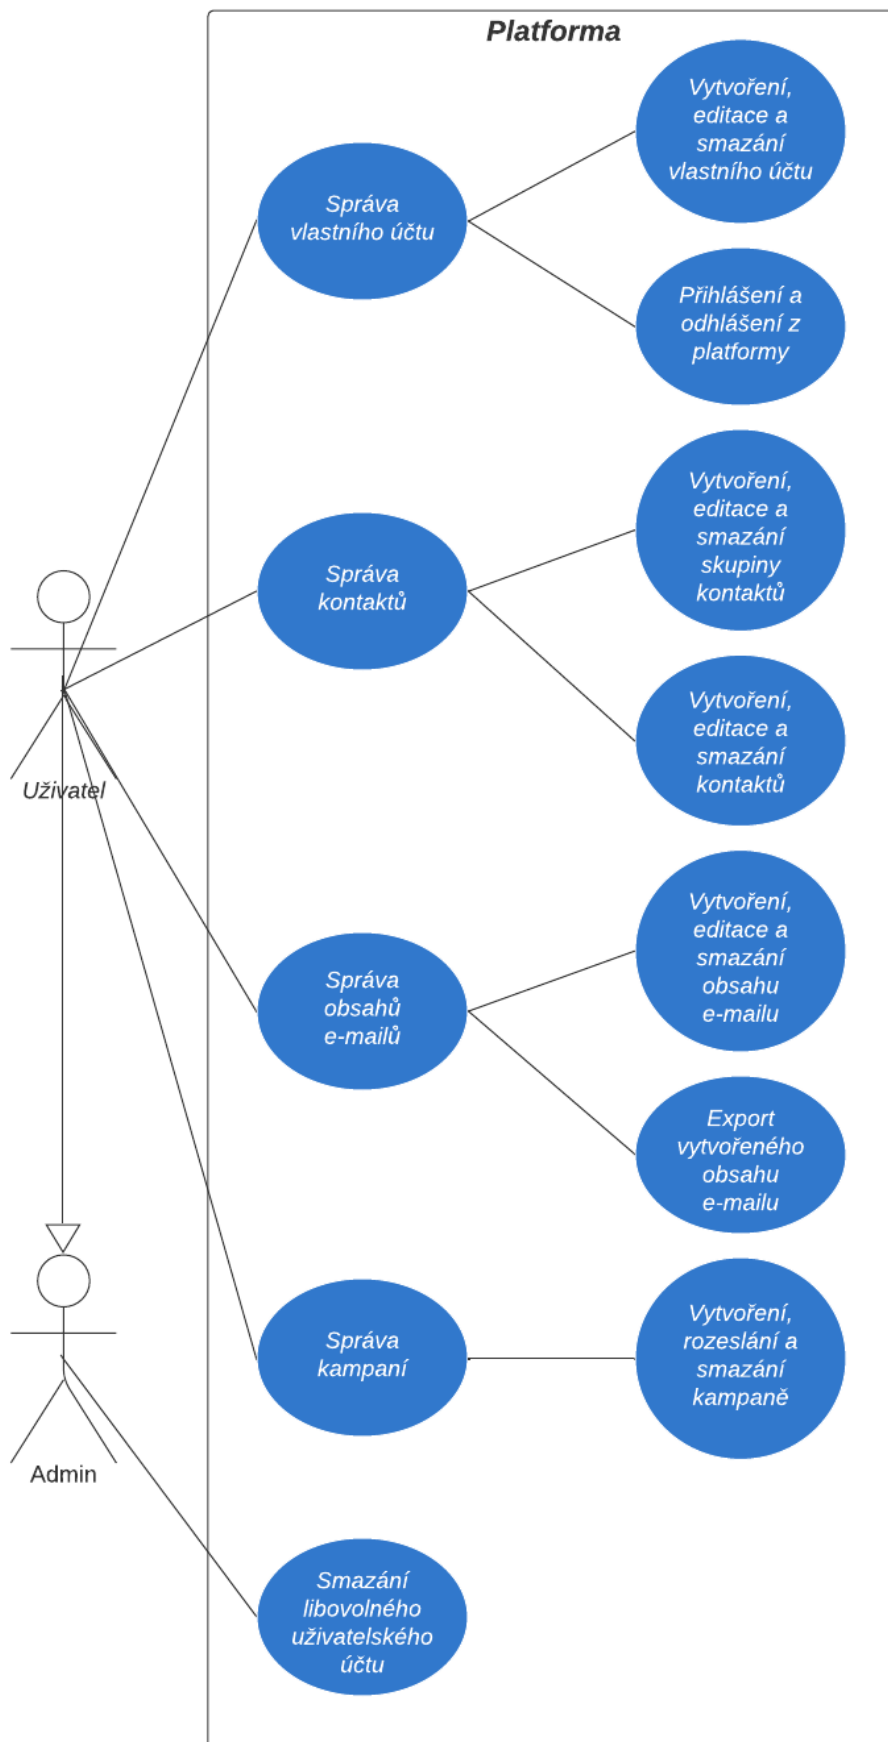 Platforma
Vytvoření,
editace a
smazání
vlastního účtu
Správa
vlastního účtu
Přihlášení a
odhlášení z
platformy
Vytvoření,
editace a
smazání
skupiny
kontaktů
Správa
kontaktů
Vytvoření,
editace a
smazání
kontaktů
Uživatel
Vytvoření,
editace a
smazání
obsahu
e-mailu
Správa
obsahů
e-mailů
Export
vytvořeného
obsahu
e-mailu
Správa
kampaní
Vytvoření,
rozeslání a
smazání
kampaně
Admin
Smazání
libovolného
uživatelského
účtu